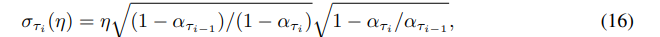 σ_{τ_i}(η) = η√((1 − α_{τ_{i−1}})/(1 − α_{τ_i}))√(1 − α_{τ_i}/α_{τ_{i−1}}), (16)